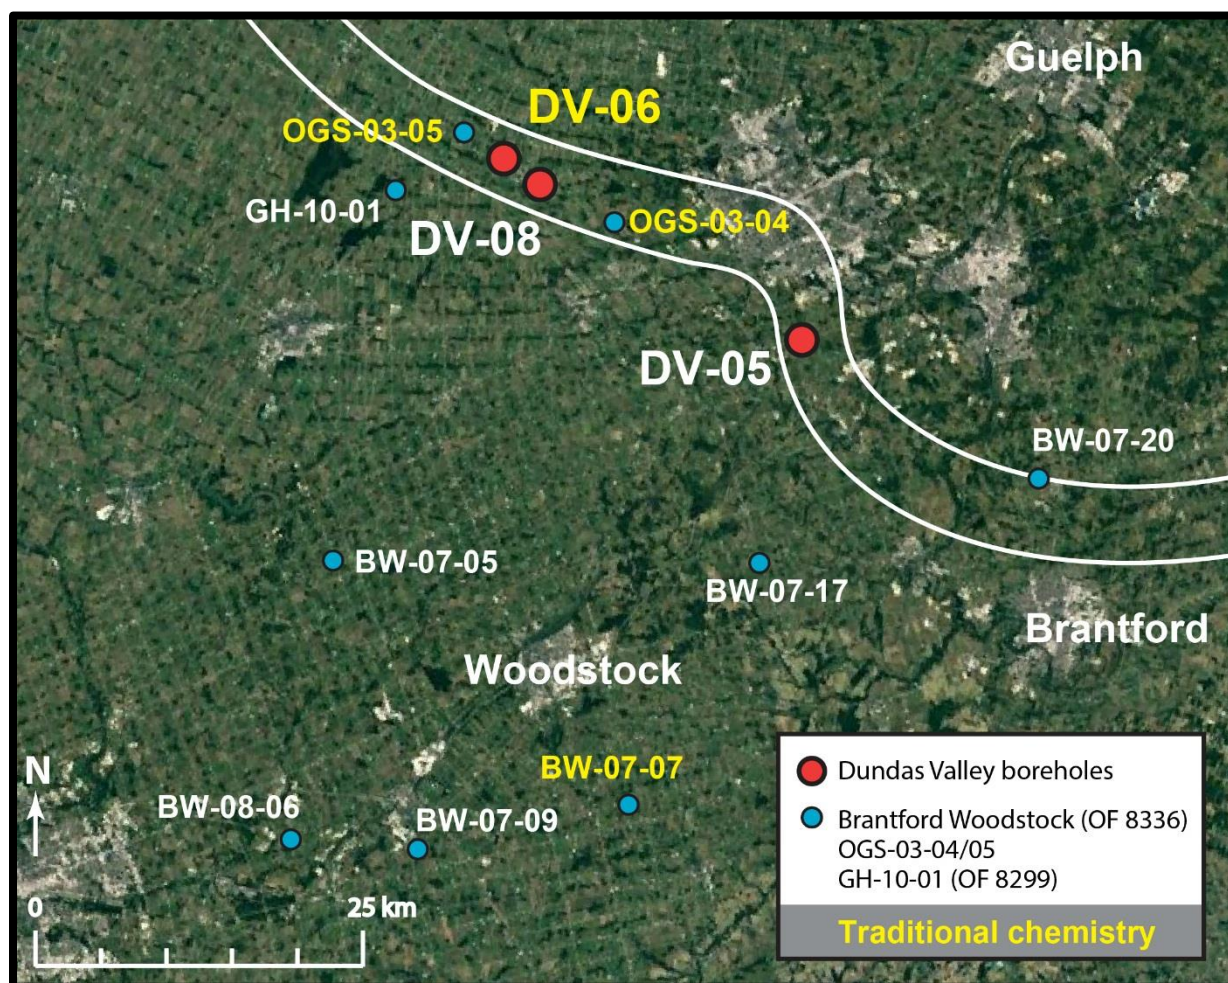 Guelph
DV-06
OGS-03-05
GH-10-01
DV-08
OGS-03-04
DV-05
BW-07-20
BW-07-05
BW-07-17
Brantford
Woodstock
BW-07-07
N
BW-08-06
BW-07-09
0
25 km
Dundas Valley boreholes
Brantford Woodstock (OF 8336)
OGS-03-04/05
GH-10-01 (OF 8299)
Traditional chemistry